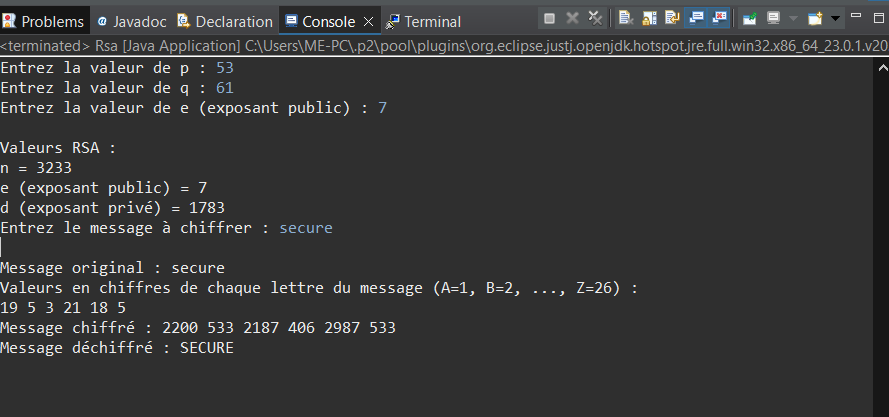 Problems @ Javadoc Declaration Console Terminal
<terminated> Rsa [Java Application] C:\Users\ME-PC\.p2\pool\plugins\org.eclipse.justj.openjdk.hotspot.jre.full.win32.x86_64_23.0.1.v20
Entrez la valeur de p : 53
Entrez la valeur de q : 61
Entrez la valeur de e (exposant public) : 7
Valeurs RSA :
n = 3233
e (exposant public) = 7
d (exposant privé) = 1783
Entrez le message à chiffrer : secure
Message original : secure
Valeurs en chiffres de chaque lettre du message (A=1, B=2, ..., Z=26) :
19 5 3 21 18 5
Message chiffré : 2200 533 2187 406 2987 533
Message déchiffré : SECURE